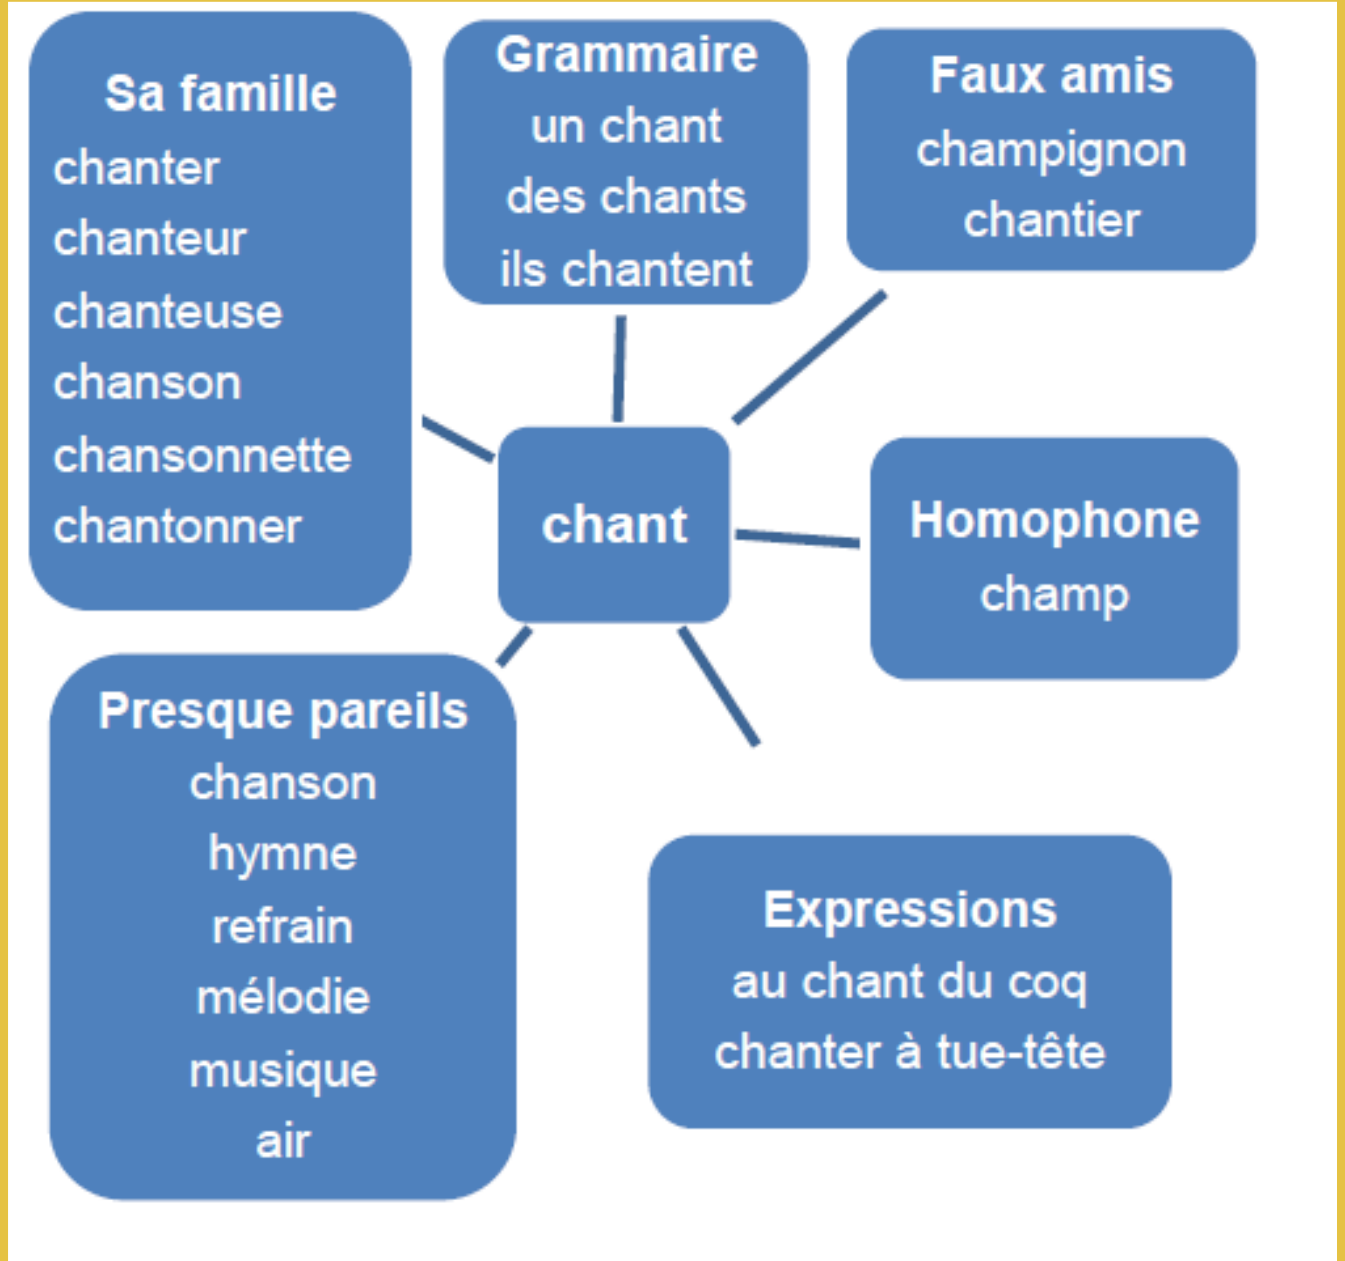 Sa famille
chanter
chanteur
chanteuse
chanson
chansonnette
chantonner
Grammaire
un chant
des chants
ils chantent
Faux amis
champignon
chantier
chant
Homophone
champ
Presque pareils
chanson
hymne
refrain
mélodie
musique
air
Expressions
au chant du coq
chanter à tue-tête